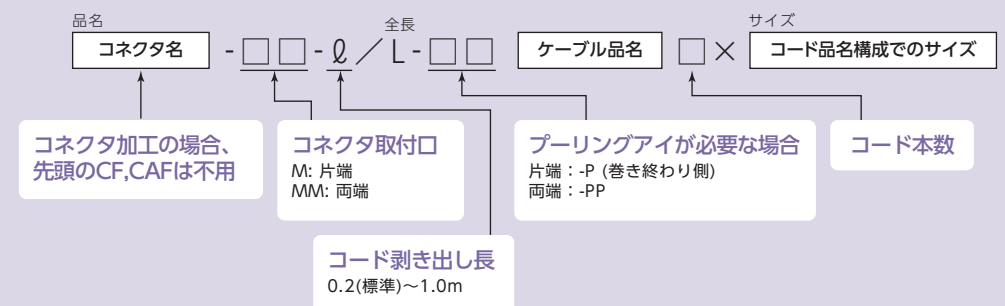 品名
全長
サイズ
コネクタ名 -□□-ℓ／L-□□ ケーブル品名 □× コード品名構成でのサイズ
コネクタ加工の場合、
先頭のCF,CAFは不用
コネクタ取付口
M: 片端
MM: 両端
プーリングアイが必要な場合
片端：-P (巻き終わり側)
両端：-PP
コード本数
コード剥き出し長
0.2(標準)～1.0m